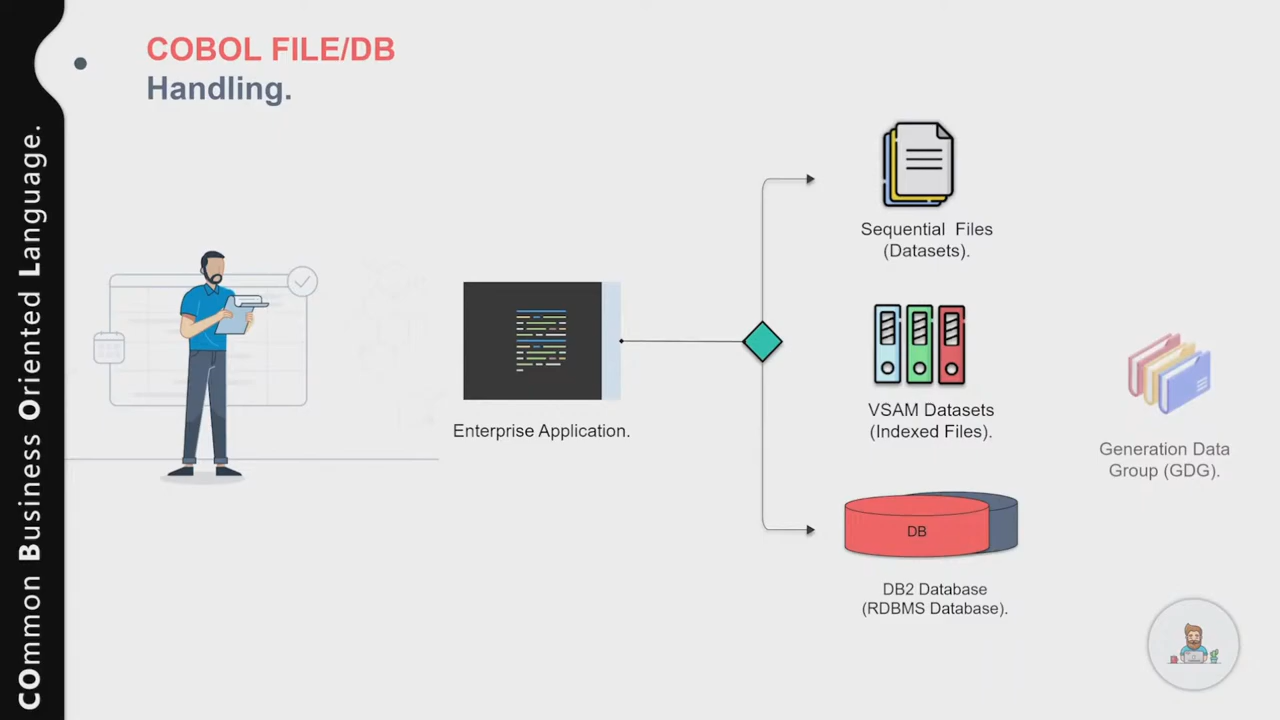 COmmon Business Oriented Language.
COBOL FILE/DB
Handling.
Sequential  Files
(Datasets).
Enterprise Application.
VSAM Datasets
(Indexed Files).
Generation Data
Group (GDG).
DB
DB2 Database
(RDBMS Database).